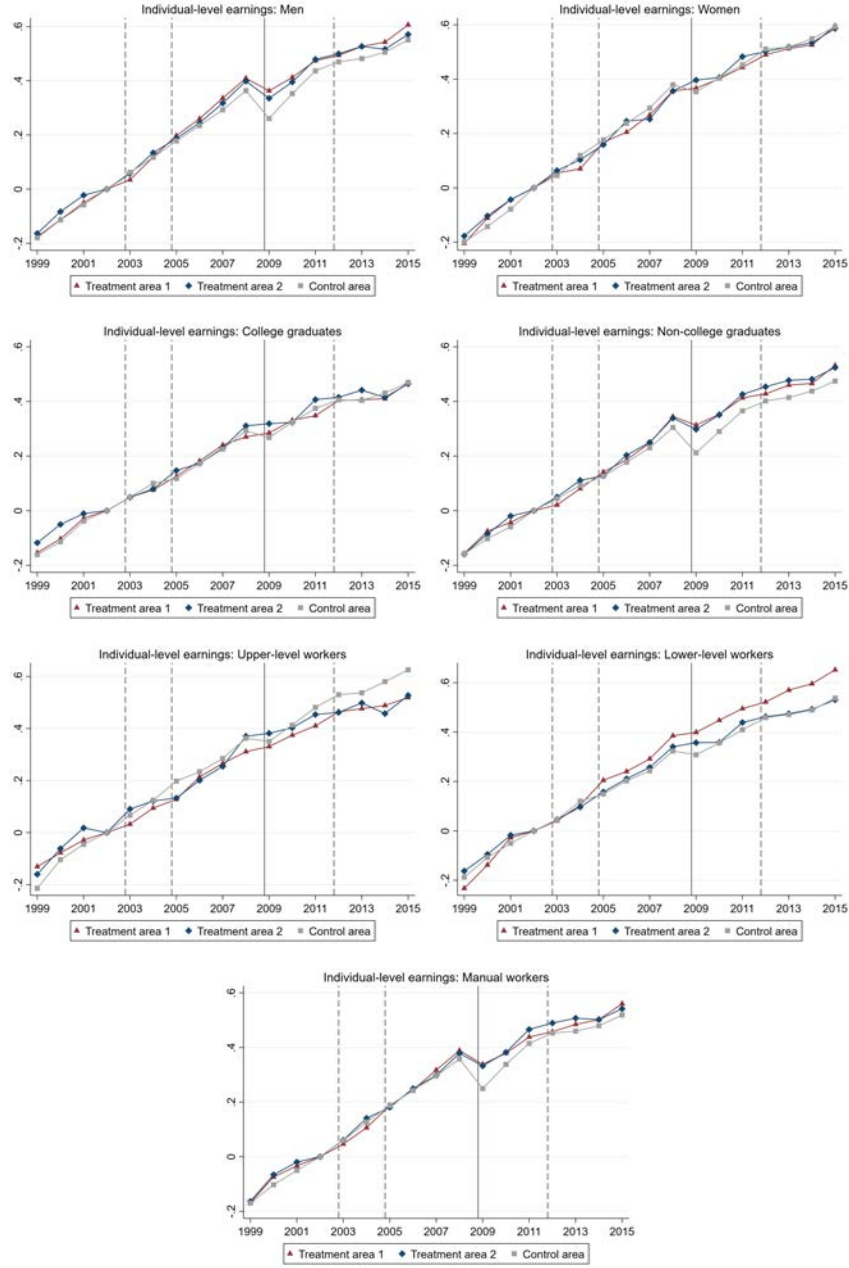 Individual-level earnings: Men
.6
.4
.2
0
-.2
1999 2001 2003 2005 2007 2009 2011 2013 2015
Treatment area 1 Treatment area 2 Control area
Individual-level earnings: Women
.6
.4
.2
0
-.2
1999 2001 2003 2005 2007 2009 2011 2013 2015
Treatment area 1 Treatment area 2 Control area
Individual-level earnings: College graduates
.6
.4
.2
0
-.2
1999 2001 2003 2005 2007 2009 2011 2013 2015
Treatment area 1 Treatment area 2 Control area
Individual-level earnings: Non-college graduates
.6
.4
.2
0
-.2
1999 2001 2003 2005 2007 2009 2011 2013 2015
Treatment area 1 Treatment area 2 Control area
Individual-level earnings: Upper-level workers
.6
.4
.2
0
-.2
1999 2001 2003 2005 2007 2009 2011 2013 2015
Treatment area 1 Treatment area 2 Control area
Individual-level earnings: Lower-level workers
.6
.4
.2
0
-.2
1999 2001 2003 2005 2007 2009 2011 2013 2015
Treatment area 1 Treatment area 2 Control area
Individual-level earnings: Manual workers
.6
.4
.2
0
-.2
1999 2001 2003 2005 2007 2009 2011 2013 2015
Treatment area 1 Treatment area 2 Control area